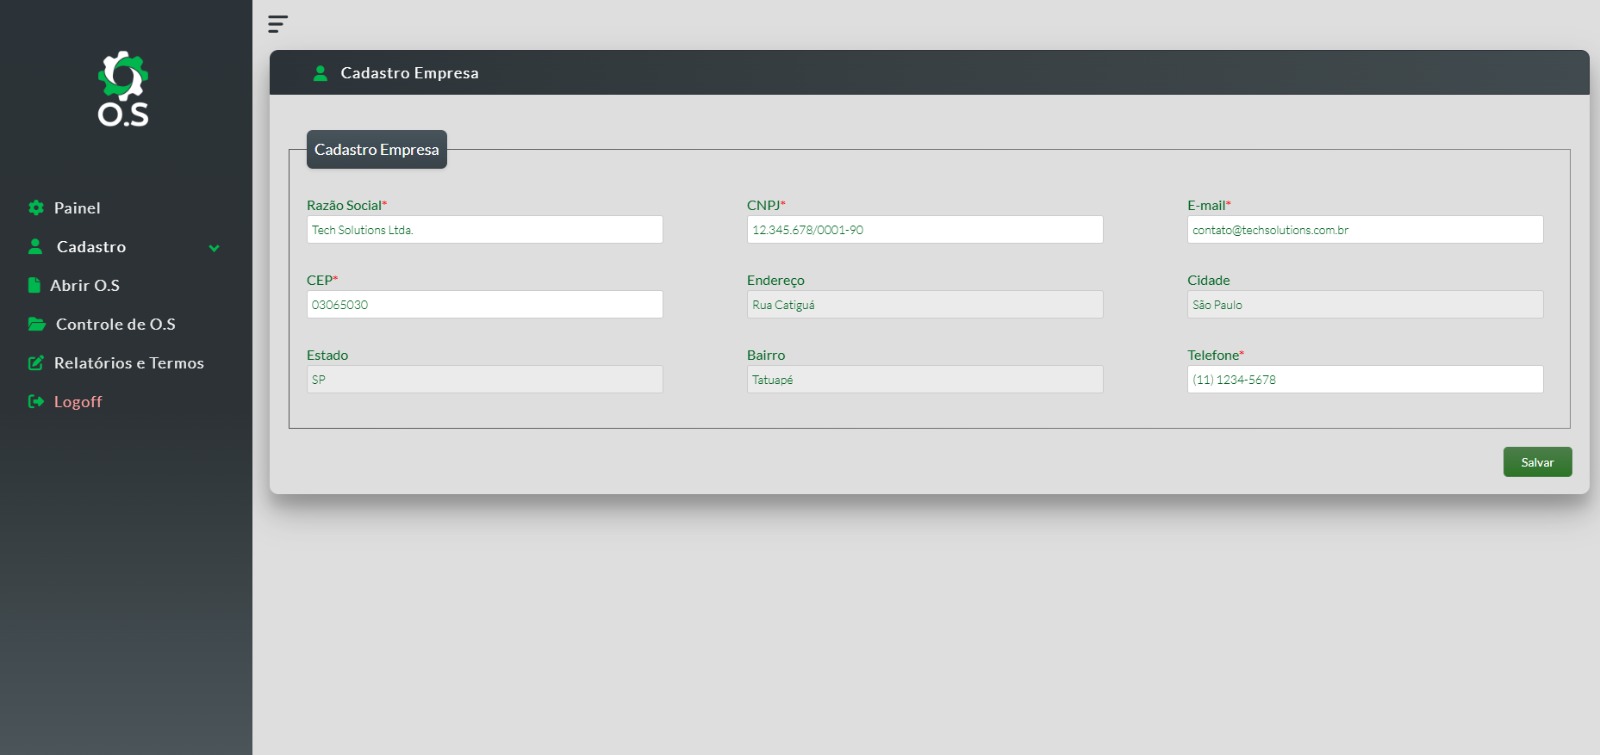 O.S
Painel
Cadastro
Abrir O.S
Controle de O.S
Relatórios e Termos
Logoff
Cadastro Empresa
Cadastro Empresa
Razão Social* CNPJ* E-mail*
Tech Solutions Ltda. 12.345.678/0001-90 contato@techsolutions.com.br
CEP* Endereço Cidade
03065030 Rua Catiguá São Paulo
Estado Bairro Telefone*
SP Tatuapé (11) 1234-5678
Salvar